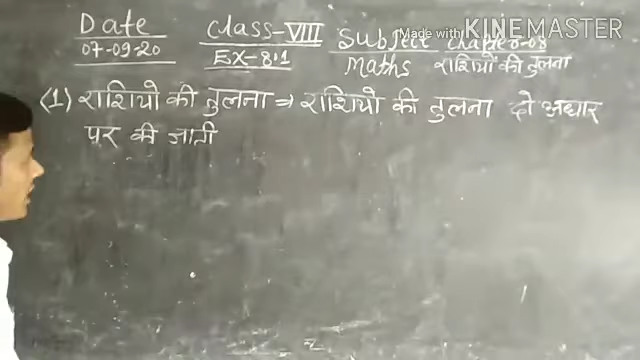 Date Class-VIII Subject Chapter-08
07-09-20 Ex-8.1 Maths राशियों की तुलना
Made with KINEMASTER
(1) राशियो की तुलना ⇒ राशियो की तुलना दो अधार
पर की जाती